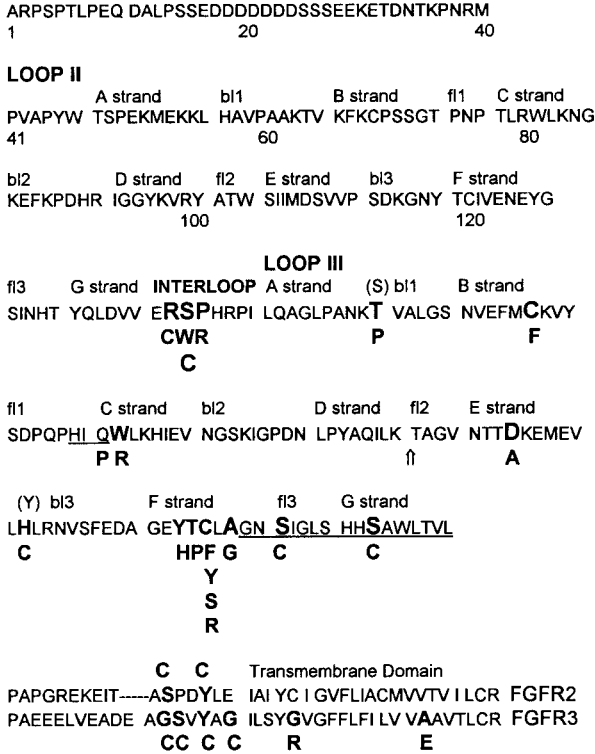 ARPSPTLPEQ DALPSSEDDDDDDDDSSSEEKETDNTKPNRM
1 20 40
LOOP II
A strand bl1 B strand fl1 C strand
PVAPYW TSPEKMEKKL HAVPAAKTV KFKCPSSGT PNP TLRWLKNG
41 60 80
bl2 D strand fl2 E strand bl3 F strand
KEFKPDHR IGGYKVRY ATW SIIMDSVVP SDKGNY TCIVENEYG
100 120
LOOP III
fl3 G strand INTERLOOP A strand (S) bl1 B strand
SINHT YQLDVV ERSPHRPI LQAGLPANKT VALGS NVEFMCKVY
CWR P F
C
fl1 C strand bl2 D strand fl2 E strand
SDPQPHI QWLKHIEV NGSKIGPDN LPYAQILK TAGV NTTDKEMEV
P R ⇑ A
(Y) bl3 F strand fl3 G strand
LHLRNVSFEDA GEYTCLAGN SIGLS HHSAWLTVL
C HPF G C C
Y
S
R
C C Transmembrane Domain
PAPGREKEIT-----ASPDYLE IAIYC I GVFLIACMVVTV I LCR FGFR2
PAEEELVEADE AGSVYAG ILSYGVGFFLFI LV VAAVTLCR FGFR3
CC C C R E